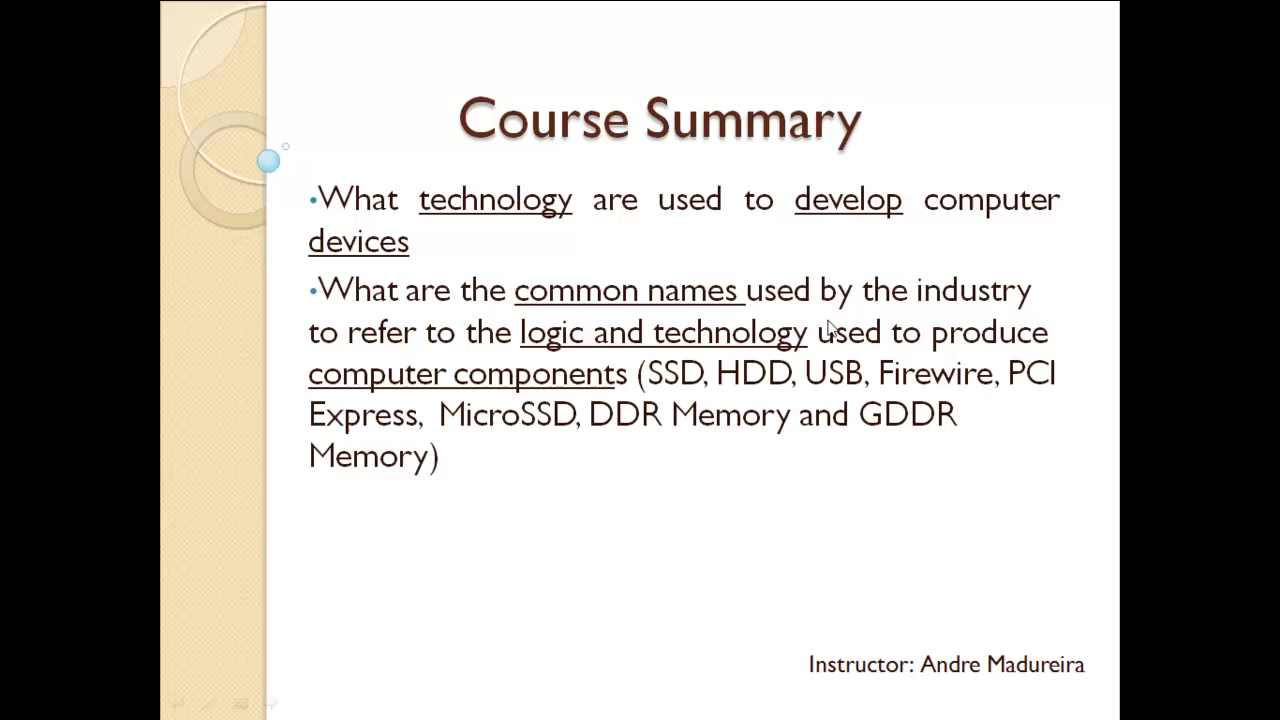 Course Summary
•What technology are used to develop computer
devices
•What are the common names used by the industry
to refer to the logic and technology used to produce
computer components (SSD, HDD, USB, Firewire, PCI
Express, MicroSSD, DDR Memory and GDDR
Memory)
Instructor: Andre Madureira